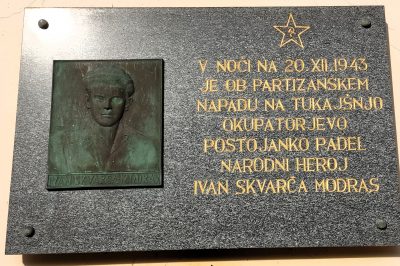 V NOČI NA 20.XII.1943
JE OB PARTIZANSKEM
NAPADU NA TUKAJŠNJO
OKUPATORJEVO
POSTOJANKO PADEL
NARODNI HEROJ
IVAN SKVARČA MODRAS